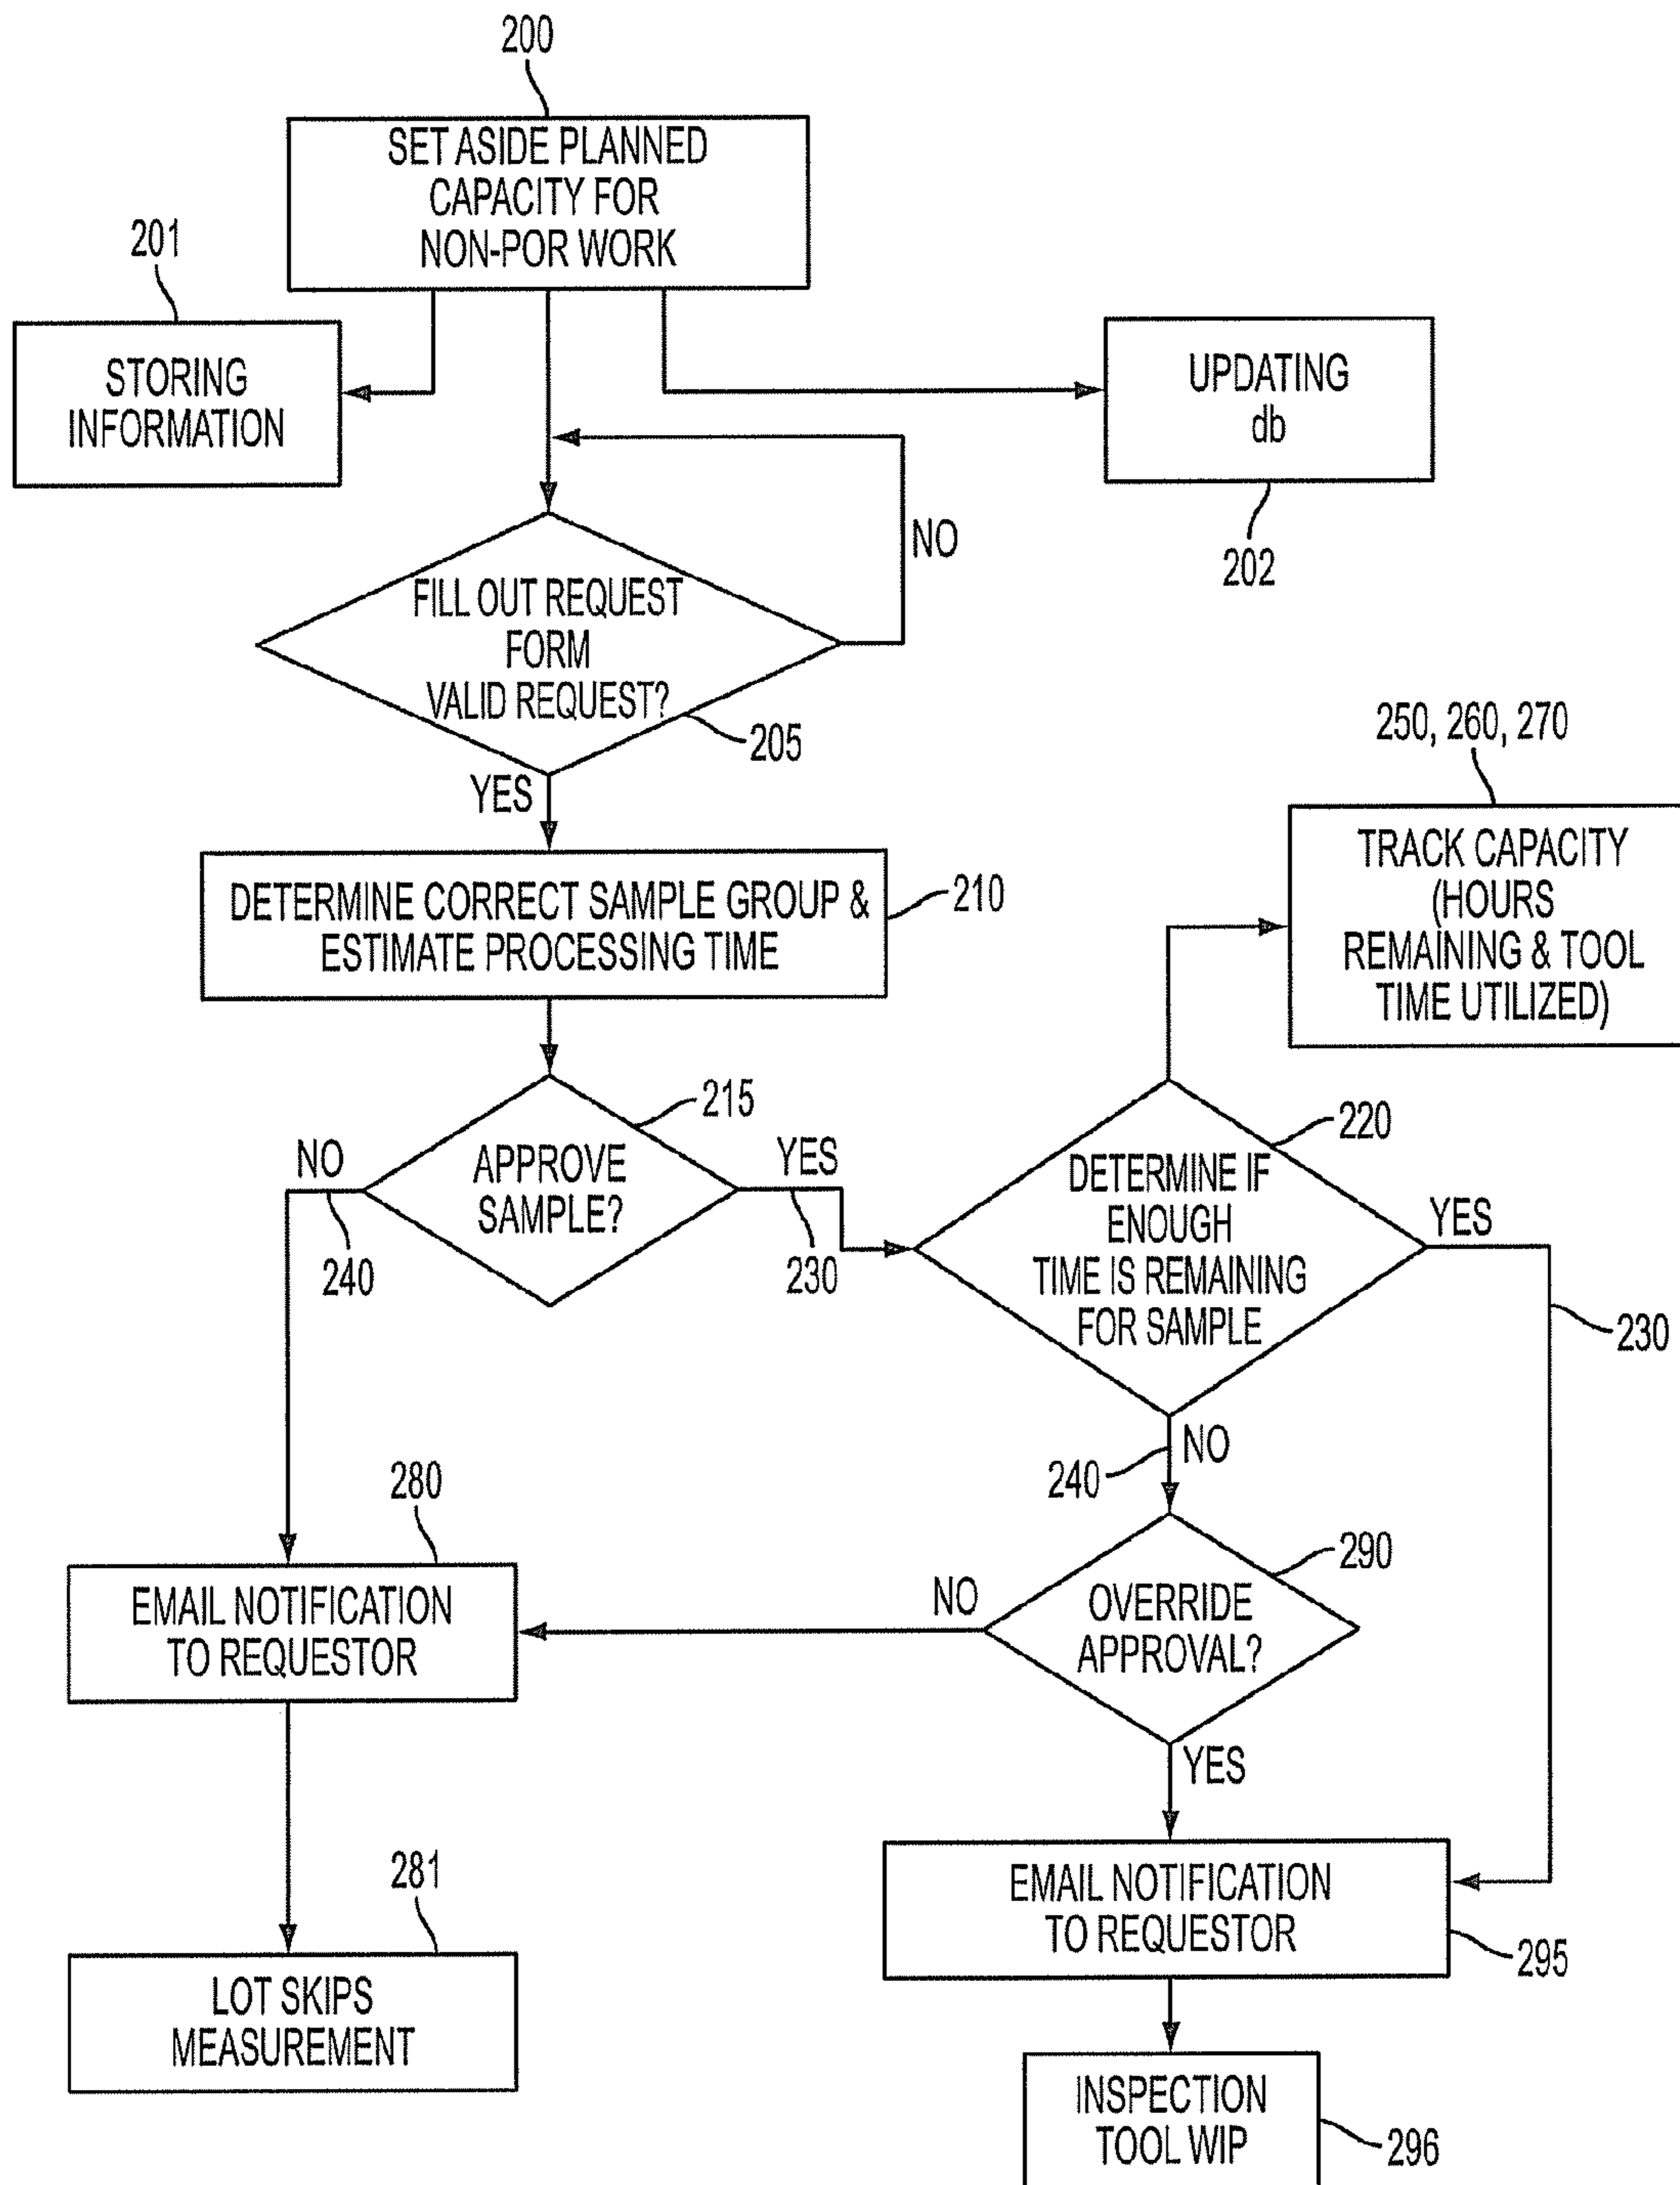 200
SET ASIDE PLANNED
CAPACITY FOR
NON-POR WORK
201
STORING
INFORMATION
UPDATING
db
202
NO
FILL OUT REQUEST
FORM
VALID REQUEST?
205
YES
250, 260, 270
TRACK CAPACITY
(HOURS
REMAINING & TOOL
TIME UTILIZED)
DETERMINE CORRECT SAMPLE GROUP &
ESTIMATE PROCESSING TIME
210
215
NO
APPROVE
SAMPLE?
YES
240
230
220
DETERMINE IF
ENOUGH
TIME IS REMAINING
FOR SAMPLE
YES
230
240
NO
280
EMAIL NOTIFICATION
TO REQUESTOR
NO
290
OVERRIDE
APPROVAL?
YES
281
LOT SKIPS
MEASUREMENT
EMAIL NOTIFICATION
TO REQUESTOR
295
INSPECTION
TOOL WIP
296